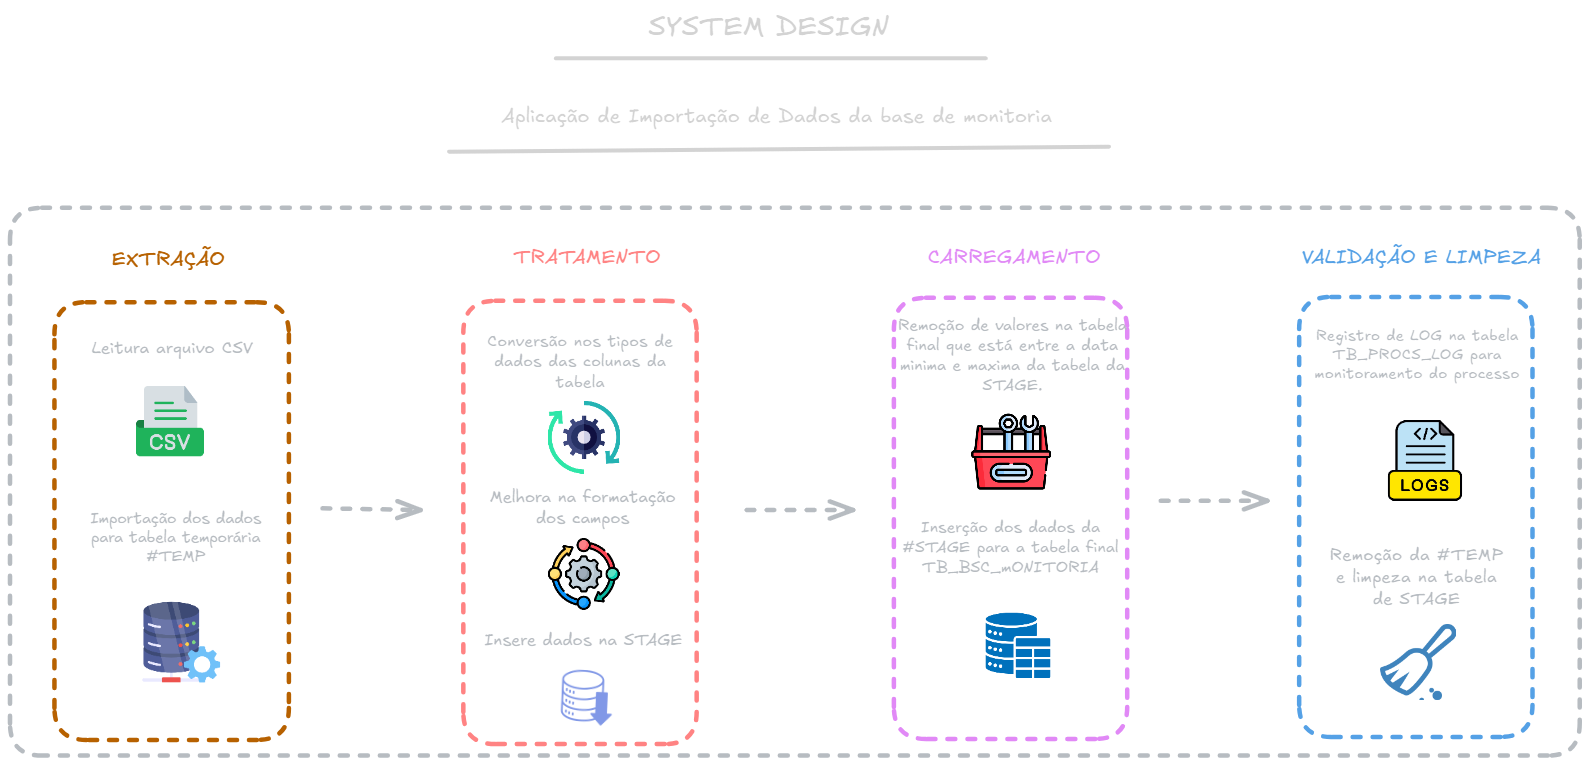 SYSTEM DESIGN
Aplicação de Importação de Dados da base de monitoria
EXTRAÇÃO
Leitura arquivo CSV
CSV
Importação dos dados
para tabela temporária
#TEMP
TRATAMENTO
Conversão nos tipos de
dados das colunas da
tabela
Melhora na formatação
dos campos
Insere dados na STAGE
CARREGAMENTO
Remoção de valores na tabela
final que está entre a data
minima e maxima da tabela da
STAGE.
Inserção dos dados da
#STAGE para a tabela final
TB_BSC_mONITORIA
VALIDAÇÃO E LIMPEZA
Registro de LOG na tabela
TB_PROCS_LOG para
monitoramento do processo
</>
LOGS
Remoção da #TEMP
e limpeza na tabela
de STAGE